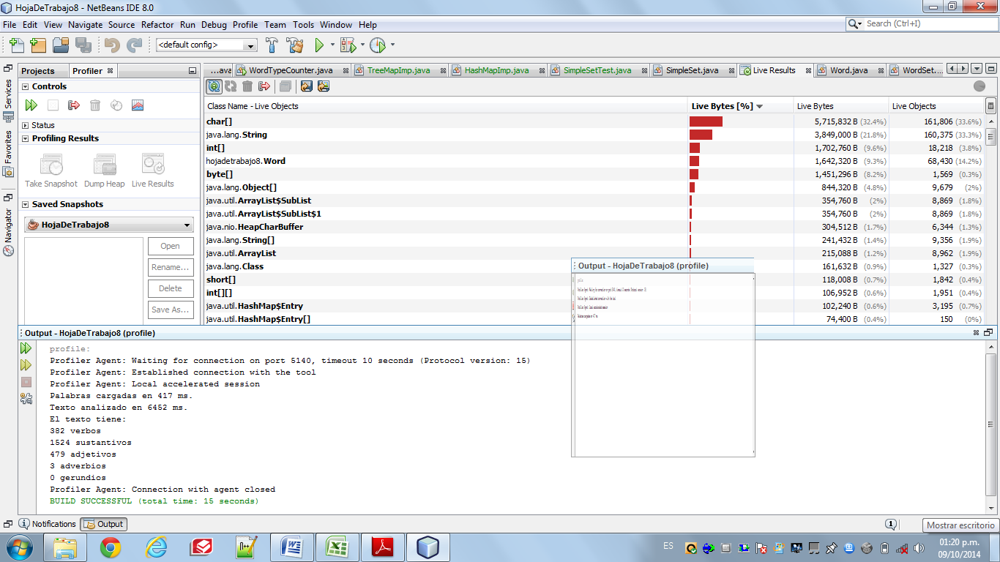 HojaDeTrabajo8 - NetBeans IDE 8.0
File Edit View Navigate Source Refactor Run Debug Profile Team Tools Window Help
Search (Ctrl+I)
<default config>
Projects Profiler
...ava WordTypeCounter.java TreeMapImp.java HashMapImp.java SimpleSetTest.java SimpleSet.java Live Results Word.java WordSet....
Services
Favorites
Navigator
Controls
Status
Profiling Results
Take Snapshot Dump Heap Live Results
Saved Snapshots
HojaDeTrabajo8
Open
Rename...
Delete
Save As...
Class Name - Live Objects Live Bytes [%] Live Bytes Live Objects
char[] 5,715,832 B (32.4%) 161,806 (33.6%)
java.lang.String 3,849,000 B (21.8%) 160,375 (33.3%)
int[] 1,702,760 B (9.6%) 18,218 (3.8%)
hojadetrabajo8.Word 1,642,320 B (9.3%) 68,430 (14.2%)
byte[] 1,451,296 B (8.2%) 1,569 (0.3%)
java.lang.Object[] 844,320 B (4.8%) 9,679 (2%)
java.util.ArrayList$SubList 354,760 B (2%) 8,869 (1.8%)
java.util.ArrayList$SubList$1 354,760 B (2%) 8,869 (1.8%)
java.nio.HeapCharBuffer 304,512 B (1.7%) 6,344 (1.3%)
java.lang.String[] 241,432 B (1.4%) 9,356 (1.9%)
java.util.ArrayList 215,088 B (1.2%) 8,962 (1.9%)
java.lang.Class 161,632 B (0.9%) 1,327 (0.3%)
short[] 118,008 B (0.7%) 1,842 (0.4%)
int[][] 106,952 B (0.6%) 1,951 (0.4%)
java.util.HashMap$Entry 102,240 B (0.6%) 3,195 (0.7%)
java.util.HashMap$Entry[] 74,400 B (0.4%) 150 (0%)
Output - HojaDeTrabajo8 (profile)
Output - HojaDeTrabajo8 (profile)
profile:
Profiler Agent: Waiting for connection on port 5140, timeout 10 seconds (Protocol version: 15)
Profiler Agent: Established connection with the tool
Profiler Agent: Local accelerated session
Palabras cargadas en 417 ms.
Texto analizado en 6452 ms.
El texto tiene:
382 verbos
1524 sustantivos
479 adjetivos
3 adverbios
0 gerundios
Profiler Agent: Connection with agent closed
BUILD SUCCESSFUL (total time: 15 seconds)
Notifications Output
1
Mostrar escritorio
ES
01:20 p.m.
09/10/2014